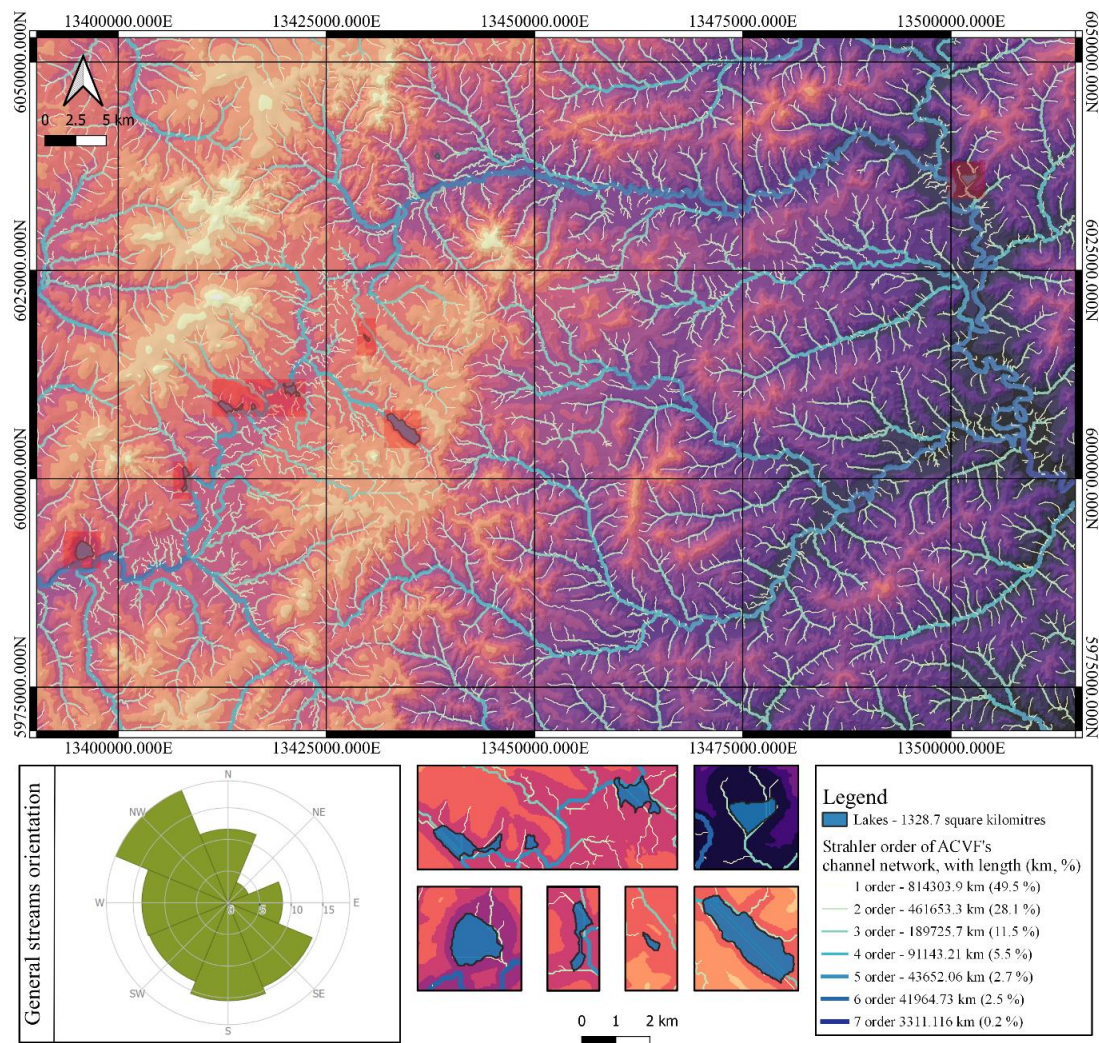 13400000.000E 13425000.000E 13450000.000E 13475000.000E 13500000.000E
6050000.000N 6050000.000N
0 2.5 5 km
6025000.000N 6025000.000N
6000000.000N 6000000.000N
5975000.000N 5975000.000N
13400000.000E 13425000.000E 13450000.000E 13475000.000E 13500000.000E
General streams orientation
N
NW NE
W 0 5 10 15 E
SW SE
S
0 1 2 km
Legend
Lakes - 1328.7 square kilomitres
Strahler order of ACVF's
channel network, with length (km, %)
1 order - 814303.9 km (49.5 %)
2 order - 461653.3 km (28.1 %)
3 order - 189725.7 km (11.5 %)
4 order - 91143.21 km (5.5 %)
5 order - 43652.06 km (2.7 %)
6 order 41964.73 km (2.5 %)
7 order 3311.116 km (0.2 %)